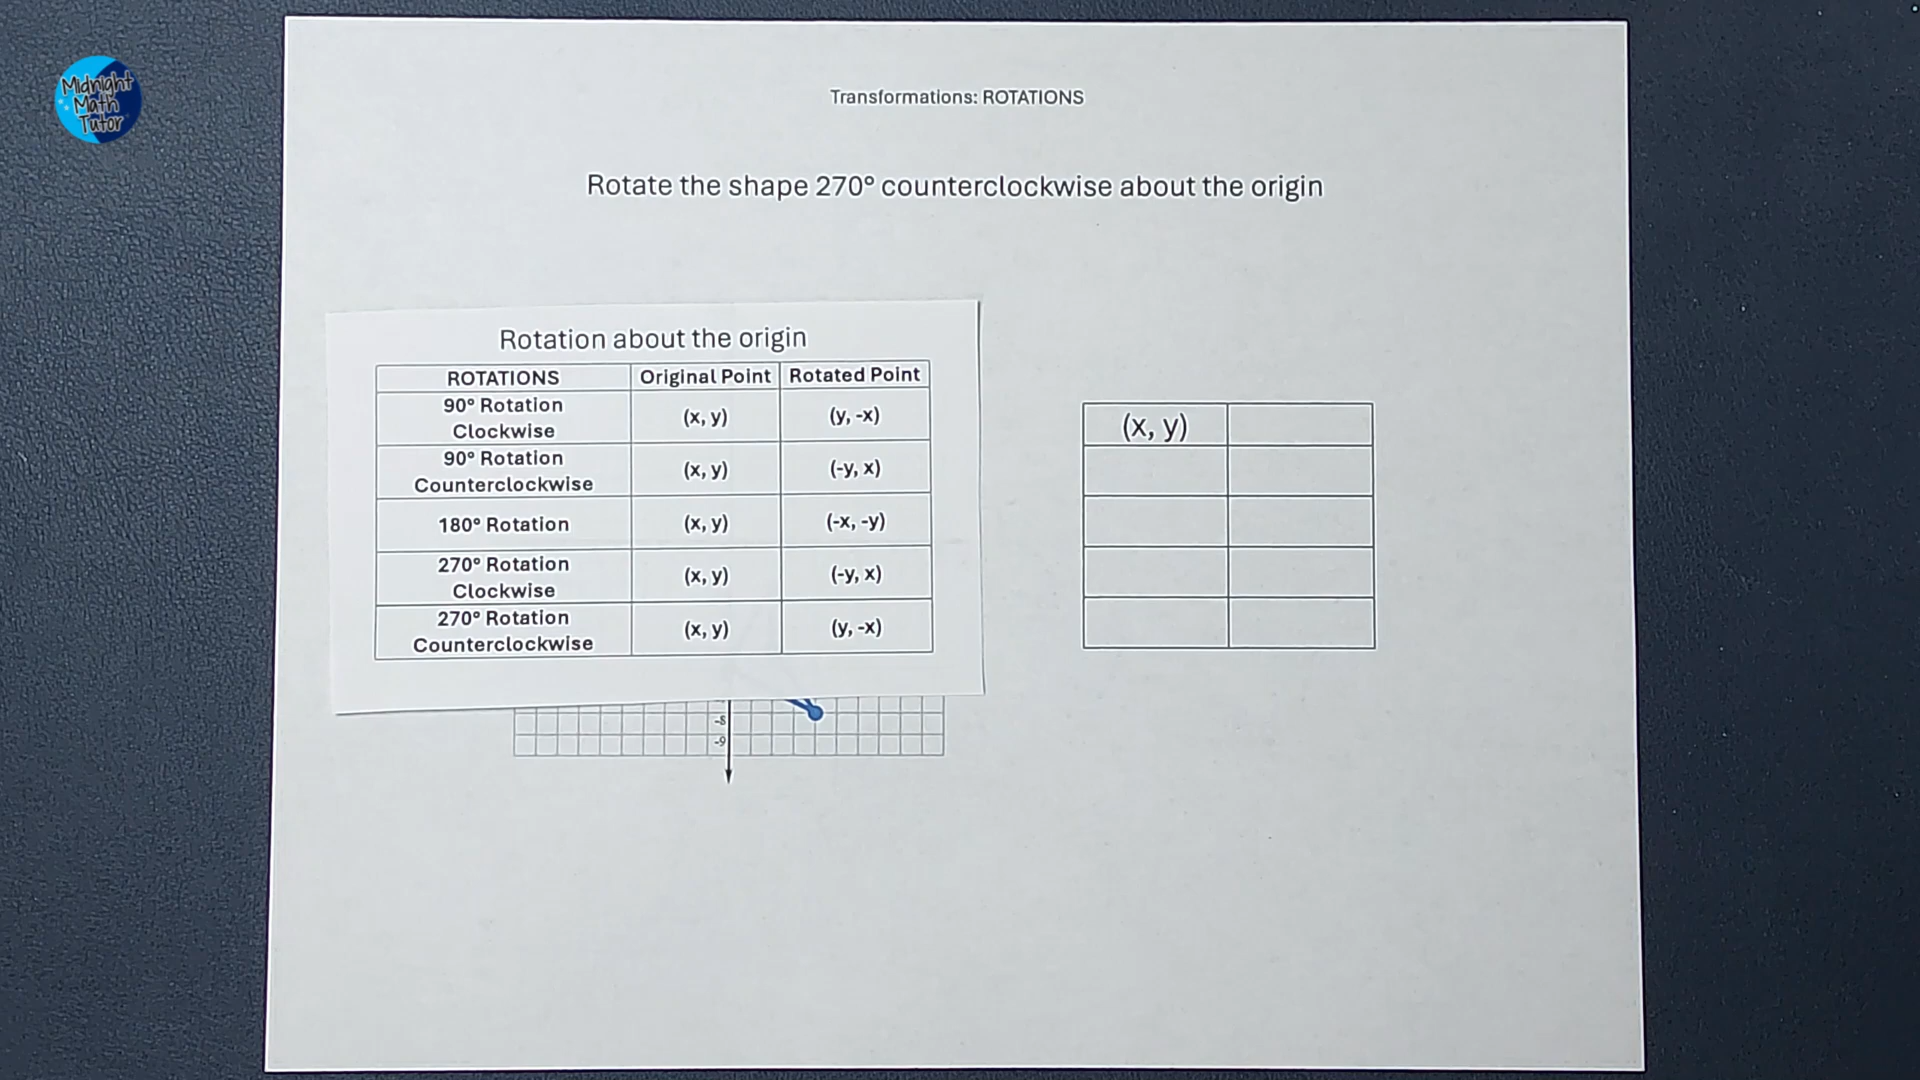 Midnight
Math
Tutor
Transformations: ROTATIONS
Rotate the shape 270° counterclockwise about the origin
Rotation about the origin
ROTATIONS Original Point Rotated Point
90° Rotation
Clockwise (x, y) (y, -x)
90° Rotation
Counterclockwise (x, y) (-y, x)
180° Rotation (x, y) (-x, -y)
270° Rotation
Clockwise (x, y) (-y, x)
270° Rotation
Counterclockwise (x, y) (y, -x)
(x, y)
-8
-9